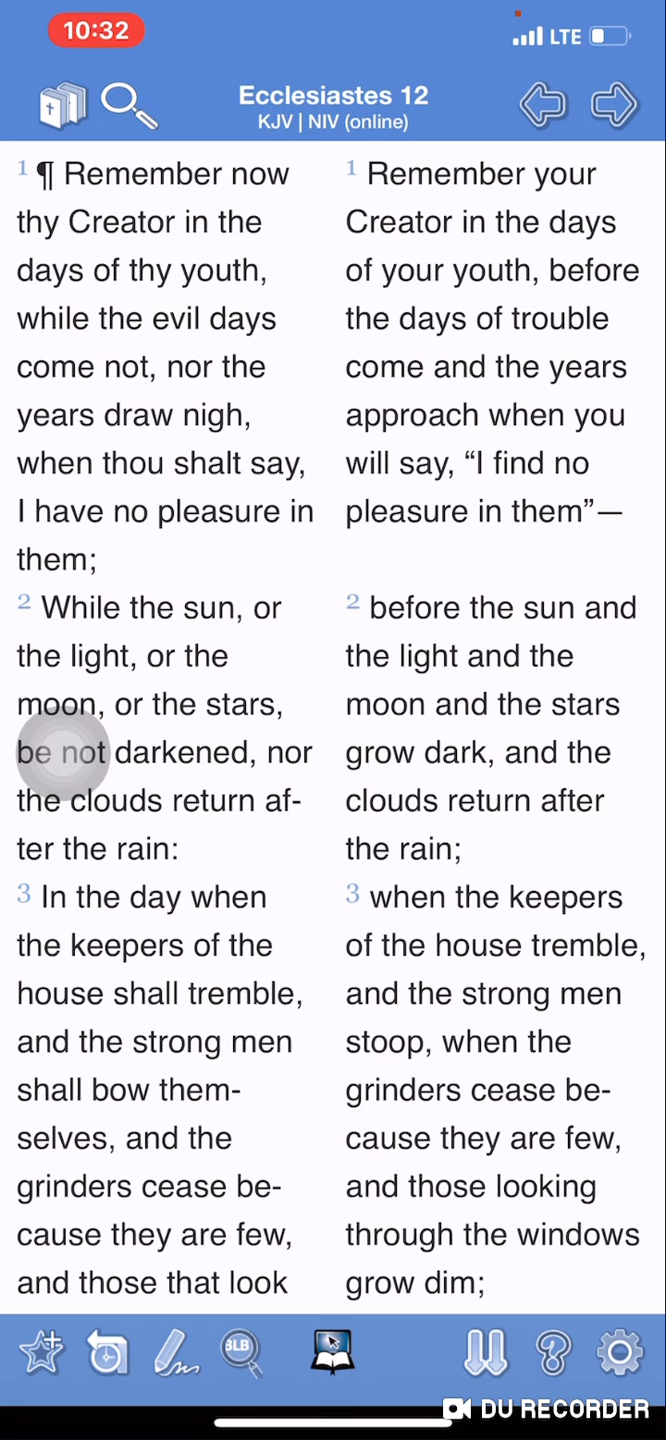 10:32
LTE
Ecclesiastes 12
KJV | NIV (online)
1 ¶ Remember now
thy Creator in the
days of thy youth,
while the evil days
come not, nor the
years draw nigh,
when thou shalt say,
I have no pleasure in
them;
2 While the sun, or
the light, or the
moon, or the stars,
be not darkened, nor
the clouds return af-
ter the rain:
3 In the day when
the keepers of the
house shall tremble,
and the strong men
shall bow them-
selves, and the
grinders cease be-
cause they are few,
and those that look
1 Remember your
Creator in the days
of your youth, before
the days of trouble
come and the years
approach when you
will say, “I find no
pleasure in them”—
2 before the sun and
the light and the
moon and the stars
grow dark, and the
clouds return after
the rain;
3 when the keepers
of the house tremble,
and the strong men
stoop, when the
grinders cease be-
cause they are few,
and those looking
through the windows
grow dim;
BLB
DU RECORDER